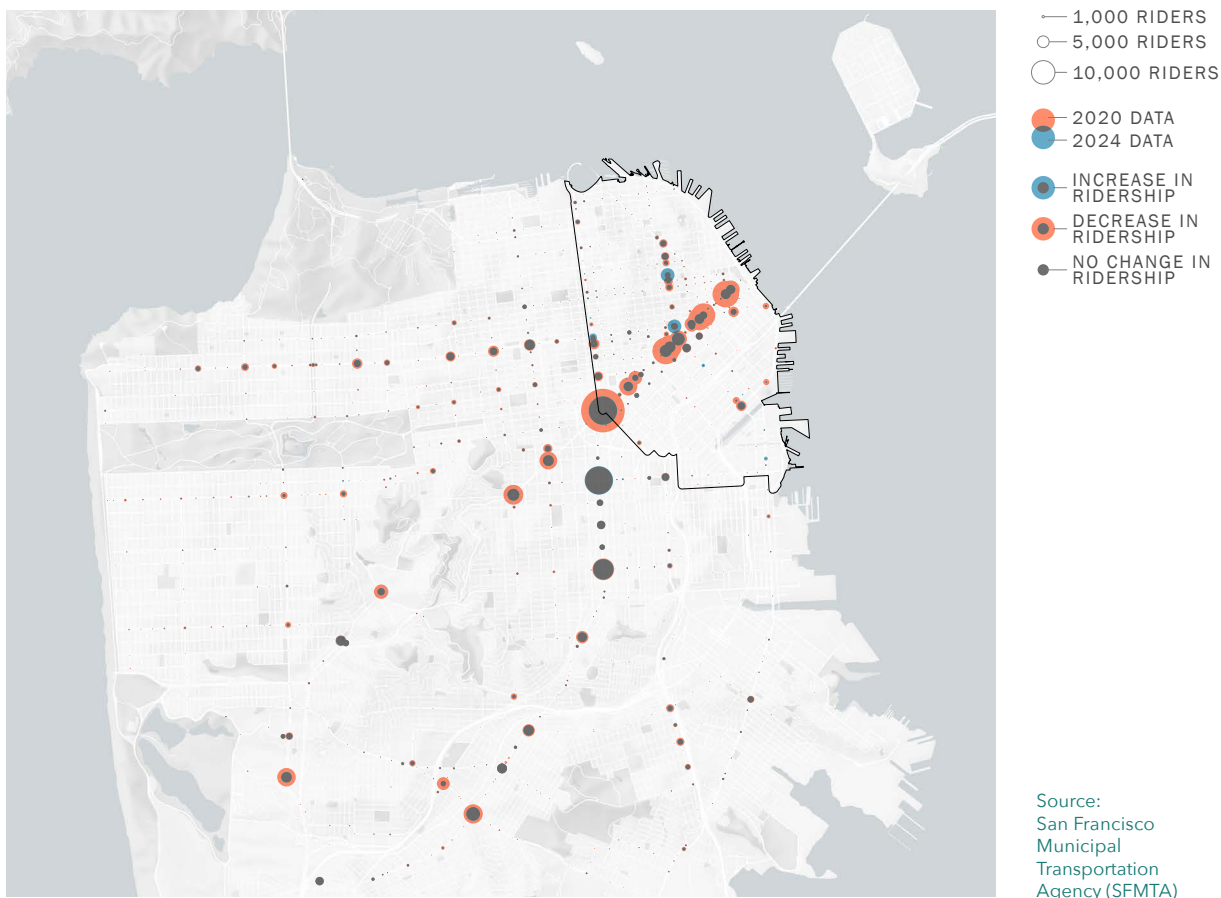 1,000 RIDERS
5,000 RIDERS
10,000 RIDERS
2020 DATA
2024 DATA
INCREASE IN
RIDERSHIP
DECREASE IN
RIDERSHIP
NO CHANGE IN
RIDERSHIP
Source:
San Francisco
Municipal
Transportation
Agency (SFMTA)